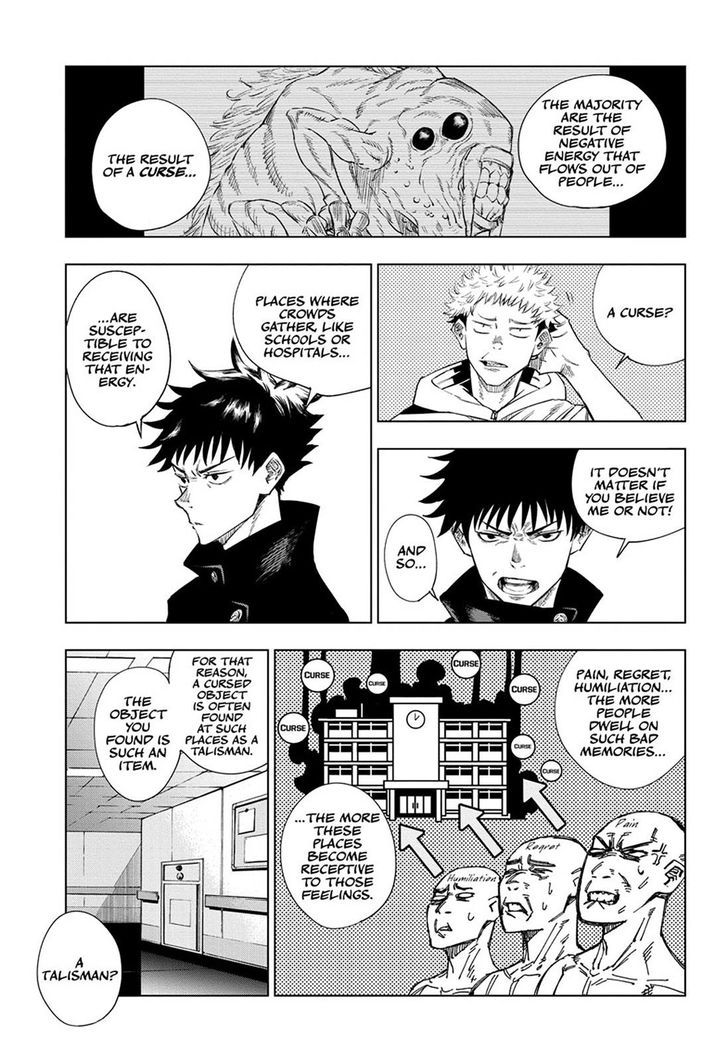 THE MAJORITY
ARE THE
RESULT OF
NEGATIVE
ENERGY THAT
FLOWS OUT OF
PEOPLE...
THE RESULT
OF A CURSE...
A CURSE?
PLACES WHERE
CROWDS
GATHER, LIKE
SCHOOLS OR
HOSPITALS...
...ARE
SUSCEP-
TIBLE TO
RECEIVING
THAT EN-
ERGY.
IT DOESN'T
MATTER IF
YOU BELIEVE
ME OR NOT!
AND
SO...
PAIN, REGRET,
HUMILIATION...
THE MORE
PEOPLE
DWELL ON
SUCH BAD
MEMORIES...
CURSE
CURSE
CURSE
CURSE
CURSE
CURSE
CURSE
Pain
Regret
Humiliation
...THE MORE
THESE
PLACES
BECOME
RECEPTIVE
TO THOSE
FEELINGS.
FOR THAT
REASON,
A CURSED
OBJECT
IS OFTEN
FOUND
AT SUCH
PLACES AS A
TALISMAN.
THE
OBJECT
YOU
FOUND IS
SUCH AN
ITEM.
A
TALISMAN?